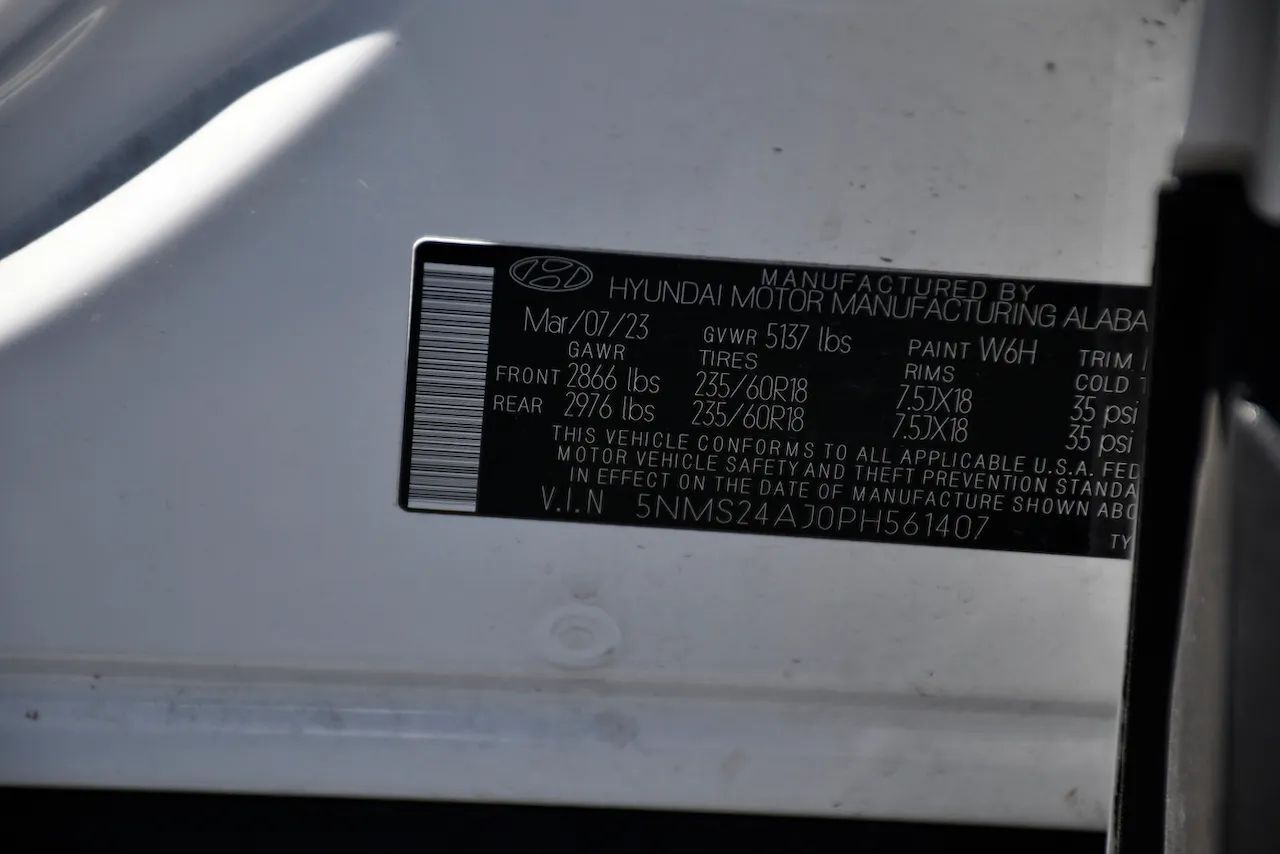 MANUFACTURED BY
HYUNDAI MOTOR MANUFACTURING ALABA
Mar/07/23 GVWR 5137 lbs PAINT W6H TRIM
GAWR TIRES RIMS COLD
FRONT 2866 lbs 235/60R18 7.5JX18 35 psi
REAR 2976 lbs 235/60R18 7.5JX18 35 psi
THIS VEHICLE CONFORMS TO ALL APPLICABLE U.S.A. FED
MOTOR VEHICLE SAFETY AND THEFT PREVENTION STANDA
IN EFFECT ON THE DATE OF MANUFACTURE SHOWN ABO
V.I.N 5NMS24AJ0PH561407
TY